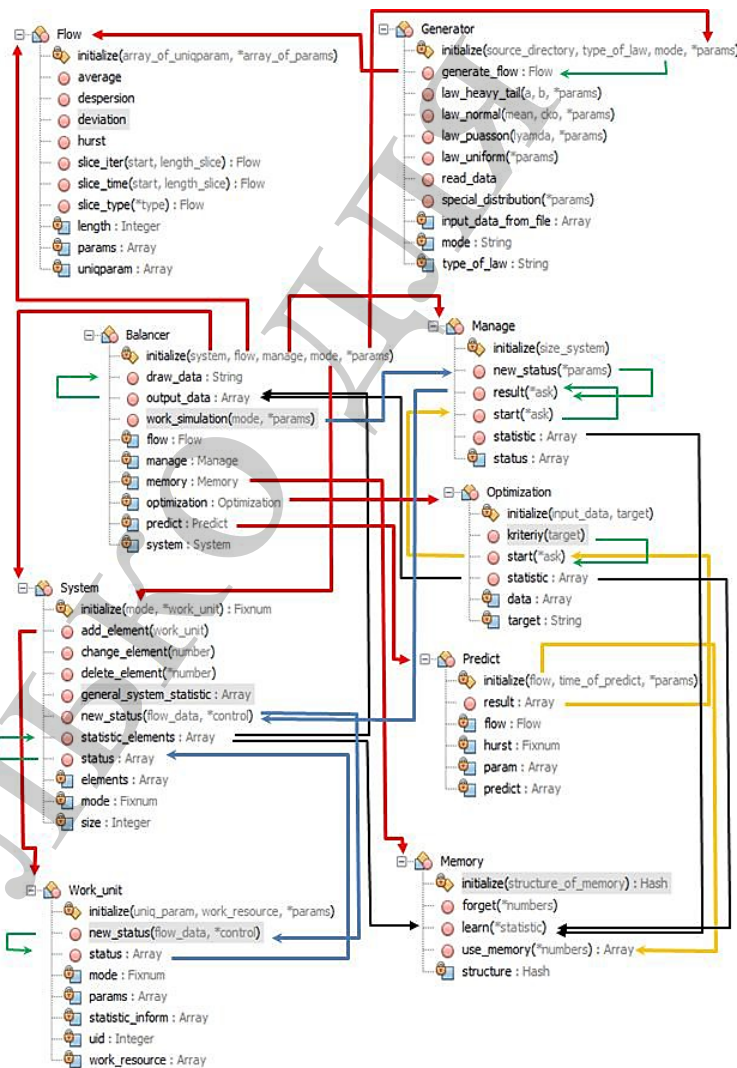 Flow
initialize(array_of_uniqparam, *array_of_params)
average
despersion
deviation
hurst
slice_iter(start, length_slice) : Flow
slice_time(start, length_slice) : Flow
slice_type(*type) : Flow
length : Integer
params : Array
uniqparam : Array
Generator
initialize(source_directory, type_of_law, mode, *params)
generate_flow : Flow
law_heavy_tail(a, b, *params)
law_normal(mean, cko, *params)
law_puasson(lyamda, *params)
law_uniform(*params)
read_data
special_distribution(*params)
input_data_from_file : Array
mode : String
type_of_law : String
Balancer
initialize(system, flow, manage, mode, *params)
draw_data : String
output_data : Array
work_simulation(mode, *params)
flow : Flow
manage : Manage
memory : Memory
optimization : Optimization
predict : Predict
system : System
Manage
initialize(size_system)
new_status(*params)
result(*ask)
start(*ask)
statistic : Array
status : Array
Optimization
initialize(input_data, target)
kriteriy(target)
start(*ask)
statistic : Array
data : Array
target : String
System
initialize(mode, *work_unit) : Fixnum
add_element(work_unit)
change_element(number)
delete_element(*number)
general_system_statistic : Array
new_status(flow_data, *control)
statistic_elements : Array
status : Array
elements : Array
mode : Fixnum
size : Integer
Predict
initialize(flow, time_of_predict, *params)
result : Array
flow : Flow
hurst : Fixnum
param : Array
predict : Array
Work_unit
initialize(uniq_param, work_resource, *params)
new_status(flow_data, *control)
status : Array
mode : Fixnum
params : Array
statistic_inform : Array
uid : Integer
work_resource : Array
Memory
initialize(structure_of_memory) : Hash
forget(*numbers)
learn(*statistic)
use_memory(*numbers) : Array
structure : Hash
ЛЬКО ДЛЯ